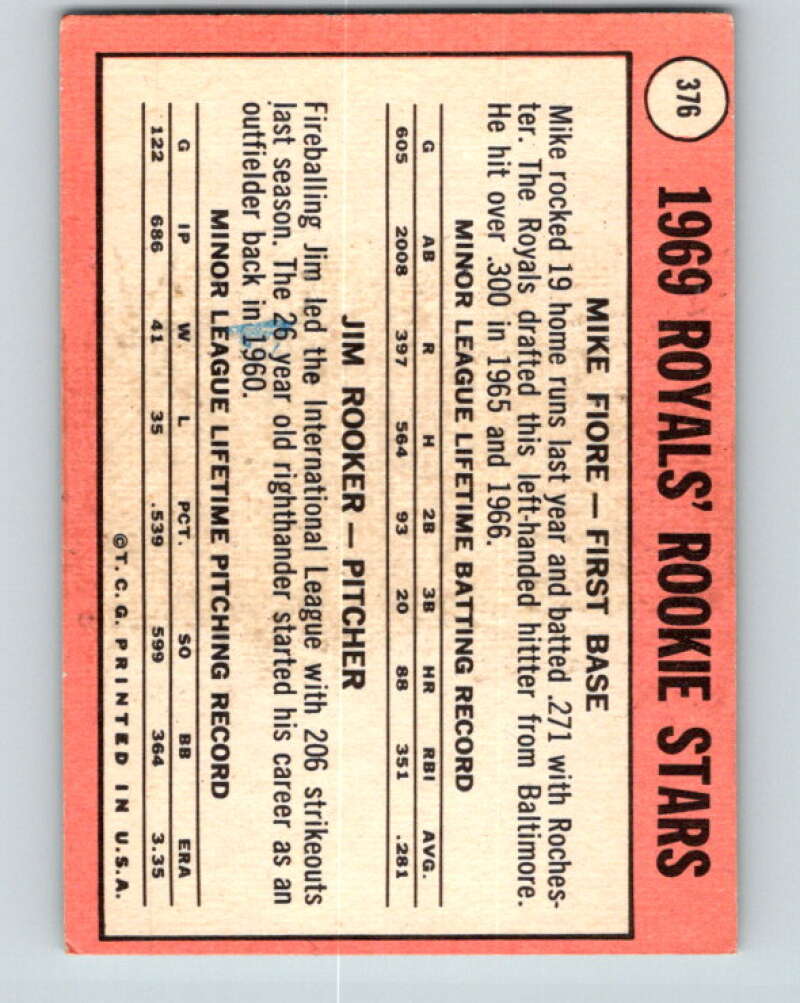 376
1969 ROYALS' ROOKIE STARS
MIKE FIORE — FIRST BASE
Mike rocked 19 home runs last year and batted .271 with Roches-
ter. The Royals drafted this left-handed hittter from Baltimore.
He hit over .300 in 1965 and 1966.
MINOR LEAGUE LIFETIME BATTING RECORD
G AB R H 2B 3B HR RBI AVG.
605 2008 397 564 93 20 88 351 .281
JIM ROOKER — PITCHER
Fireballing Jim led the International League with 206 strikeouts
last season. The 26 year old righthander started his career as an
outfielder back in 1960.
MINOR LEAGUE LIFETIME PITCHING RECORD
G IP W L PCT. SO BB ERA
122 686 41 35 .539 599 364 3.35
©T.C.G. PRINTED IN U.S.A.